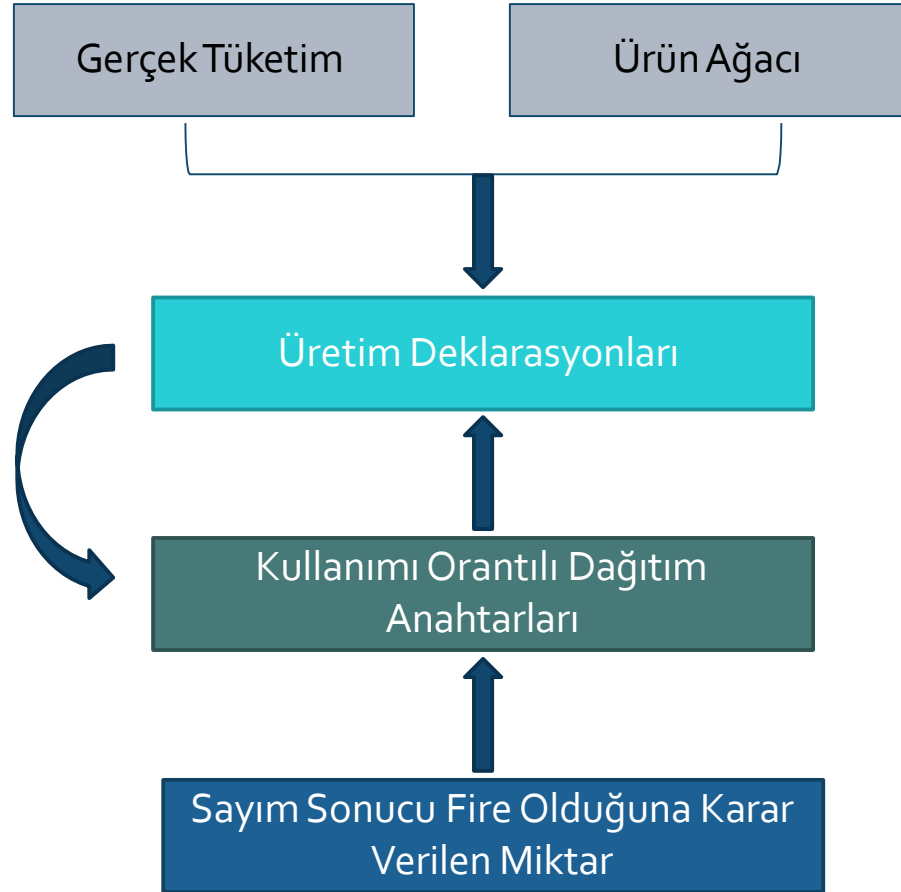 Gerçek Tüketim
Ürün Ağacı
Üretim Deklarasyonları
Kullanımı Orantılı Dağıtım
Anahtarları
Sayım Sonucu Fire Olduğuna Karar
Verilen Miktar